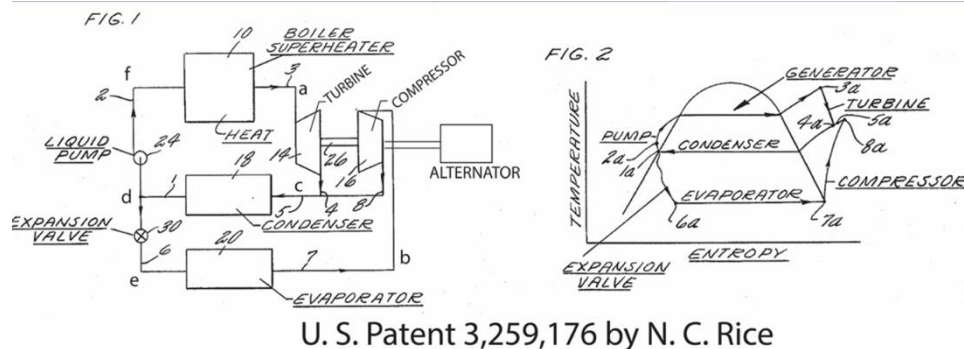 FIG. 1
10
BOILER
SUPERHEATER
f
2
3
a
TURBINE
COMPRESSOR
LIQUID
PUMP
24
HEAT
14
26
16
ALTERNATOR
18
d
1
c
5
4
8
EXPANSION
VALVE
30
CONDENSER
6
20
7
b
e
EVAPORATOR
FIG. 2
GENERATOR
3a
TURBINE
4a
5a
8a
PUMP
2a
1a
CONDENSER
COMPRESSOR
EVAPORATOR
6a
7a
TEMPERATURE
ENTROPY
EXPANSION
VALVE
U. S. Patent 3,259,176 by N. C. Rice